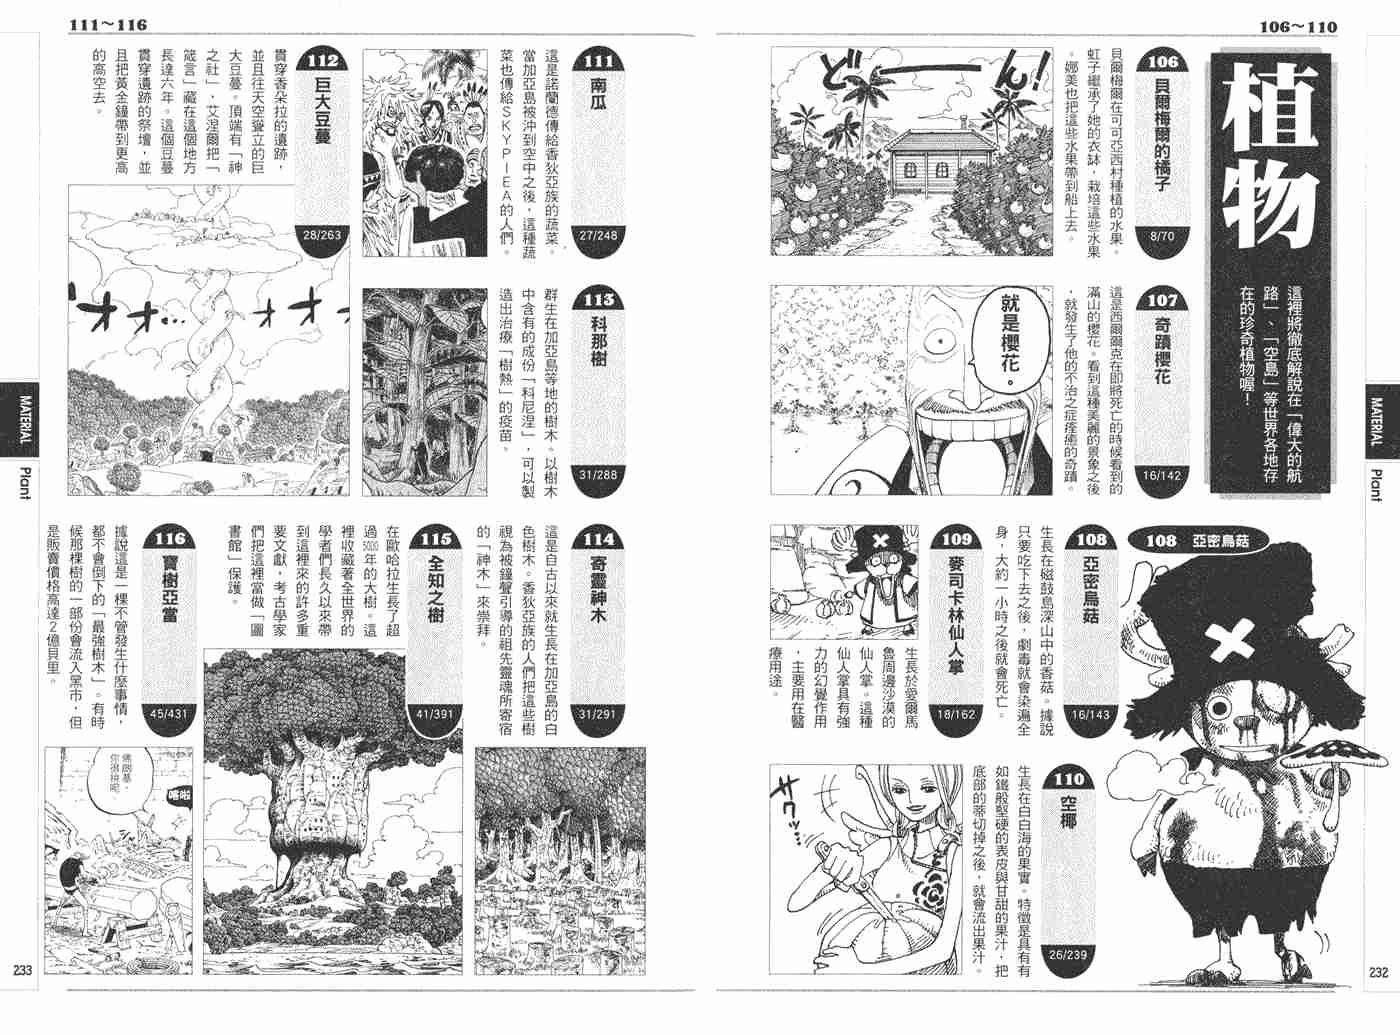 106~110
植物
這裡將徹底解說在「偉大的航
路」、「空島」等世界各地存
在的珍奇植物喔!
106
貝爾梅爾的橘子
8/70
貝爾梅爾在可可亞西村種植的水果。
虹子繼承了她的衣缽,栽培這些水果
。娜美也把這些水果帶到船上去。
ど
ーーん!
107
奇蹟櫻花
16/142
這是西爾爾克在即將死亡的時候看到的
滿山的櫻花。看到這種美麗的景象之後
,就發生了他的不治之症痊癒的奇蹟。
就是櫻花。
108 亞密鳥菇
108
亞密鳥菇
16/143
生長在磁鼓島深山中的香菇。據說
只要吃下去之後,劇毒就會染遍全
身,大約一小時之後就會死亡。
109
麥司卡林仙人掌
18/162
生長於愛爾馬
魯周邊沙漠的
仙人掌。這種
仙人掌具有強
力的幻覺作用
,主要用在醫
療用途。
110
空椰
26/239
生長在白白海的果實。特徵是具有有
如鐵般堅硬的表皮與甘甜的果汁,把
底部的蒂切掉之後,就會流出果汁。
サクッ…
MATERIAL
Plant
232
111~116
111
南瓜
27/248
這是諾蘭德傳給香狄亞族的蔬菜。
當加亞島被沖到空中之後,這種蔬
菜也傳給SKYPIEA的人們。
112
巨大豆蔓
28/263
貫穿香朵拉的遺跡,
並且往天空聳立的巨
大豆蔓。頂端有「神
之社」,艾涅爾把「
箴言」藏在這個地方
長達六年。這個豆蔓
貫穿遺跡的祭壇,並
且把黃金鐘帶到更高
的高空去。
オオ…
オオ
113
科那樹
31/288
群生在加亞島等地的樹木。以樹木
中含有的成份「科尼涅」,可以製
造出治療「樹熱」的疫苗。
114
寄靈神木
31/291
這是自古以來就生長在加亞島的白
色樹木。香狄亞族的人們把這些樹
視為被鐘聲引導的祖先靈魂所寄宿
的「神木」來崇拜。
115
全知之樹
41/391
在歐哈拉生長了超
過5000年的大樹。這
裡收藏著全世界的
學者們長久以來帶
到這裡來的許多重
要文獻,考古學家
們把這裡當做「圖
書館」保護。
116
寶樹亞當
45/431
據說這是一棵不管發生什麼事情,
都不會倒下的「最強樹木」。有時
候那棵樹的一部份會流入黑市,但
是販賣價格高達2億貝里。
佛朗基,
你很拚呢。
喀啦
MATERIAL
Plant
233